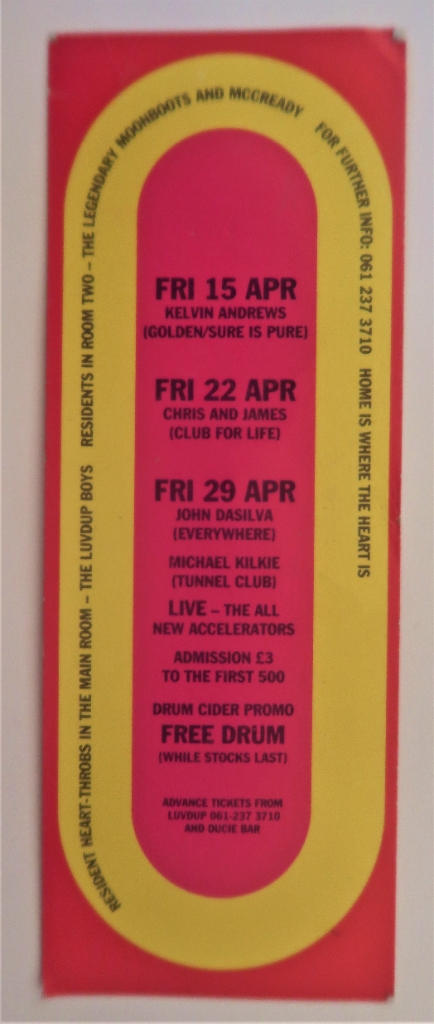 RESIDENT HEART-THROBS IN THE MAIN ROOM – THE LUVDUP BOYS RESIDENTS IN ROOM TWO – THE LEGENDARY MOONBOOTS AND MCCREADY FOR FURTHER INFO: 061 237 3710 HOME IS WHERE THE HEART IS
FRI 15 APR
KELVIN ANDREWS
(GOLDEN/SURE IS PURE)
FRI 22 APR
CHRIS AND JAMES
(CLUB FOR LIFE)
FRI 29 APR
JOHN DASILVA
(EVERYWHERE)
MICHAEL KILKIE
(TUNNEL CLUB)
LIVE – THE ALL
NEW ACCELERATORS
ADMISSION £3
TO THE FIRST 500
DRUM CIDER PROMO
FREE DRUM
(WHILE STOCKS LAST)
ADVANCE TICKETS FROM
LUVDUP 061-237 3710
AND DUCIE BAR